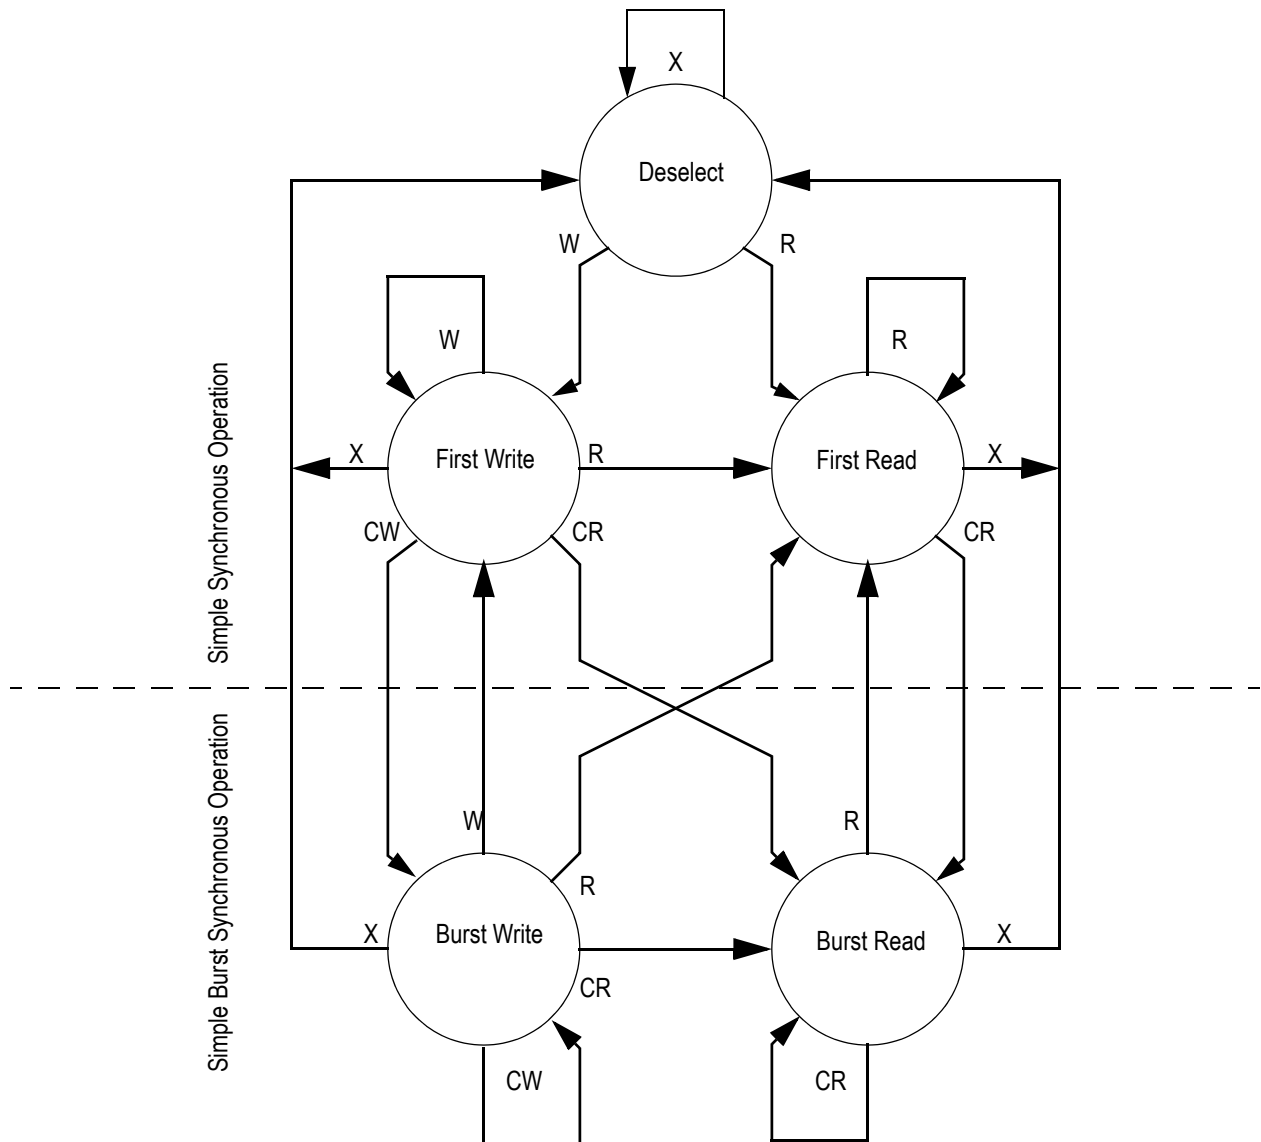 X
Deselect
W
R
W
R
Simple Synchronous Operation
X
First Write
R
First Read
X
CW
CR
CR
Simple Burst Synchronous Operation
W
R
R
X
Burst Write
Burst Read
X
CR
CW
CR